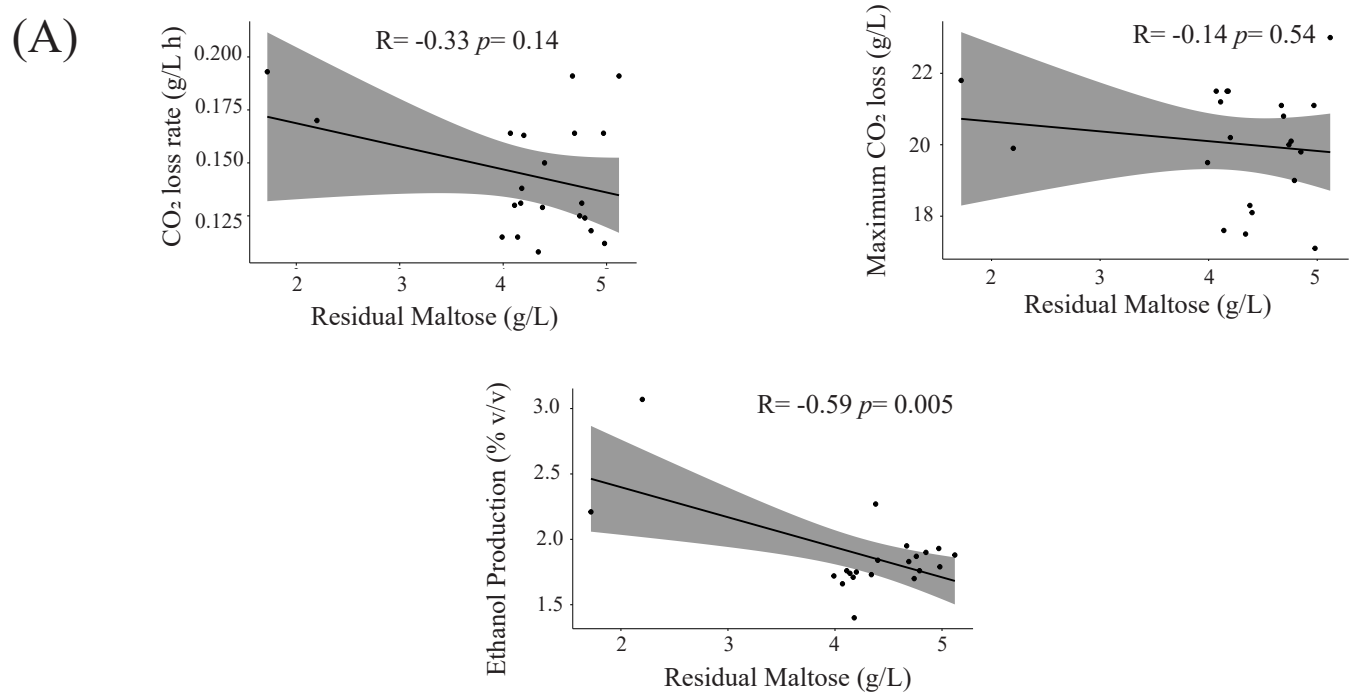 (A)
R= -0.33 p= 0.14
CO₂ loss rate (g/L h)
0.200
0.175
0.150
0.125
2 3 4 5
Residual Maltose (g/L)
R= -0.14 p= 0.54
Maximum CO₂ loss (g/L)
22
20
18
2 3 4 5
Residual Maltose (g/L)
R= -0.59 p= 0.005
Ethanol Production (% v/v)
3.0
2.5
2.0
1.5
2 3 4 5
Residual Maltose (g/L)